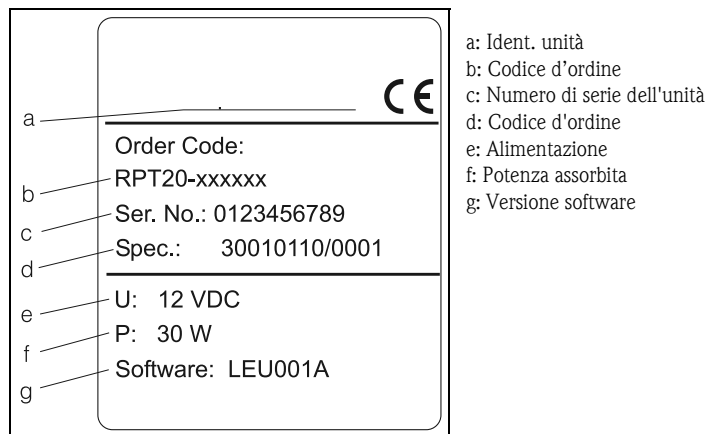 CE
a
Order Code:
b
RPT20-xxxxxx
c
Ser. No.: 0123456789
d
Spec.: 30010110/0001
e
U: 12 VDC
f
P: 30 W
g
Software: LEU001A
a: Ident. unità
b: Codice d’ordine
c: Numero di serie dell'unità
d: Codice d'ordine
e: Alimentazione
f: Potenza assorbita
g: Versione software